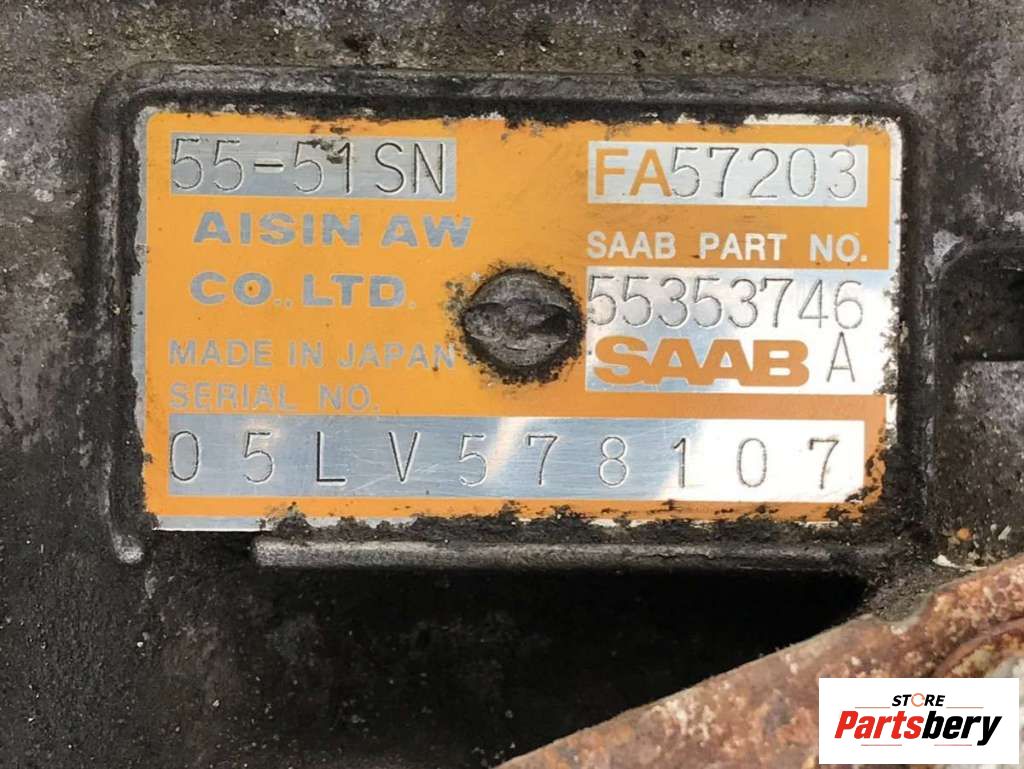 55-51SN
AISIN AW
CO., LTD.
MADE IN JAPAN
SERIAL NO.
05LV578107
FA57203
SAAB PART NO.
55353746
SAAB A
STORE
Partsbery